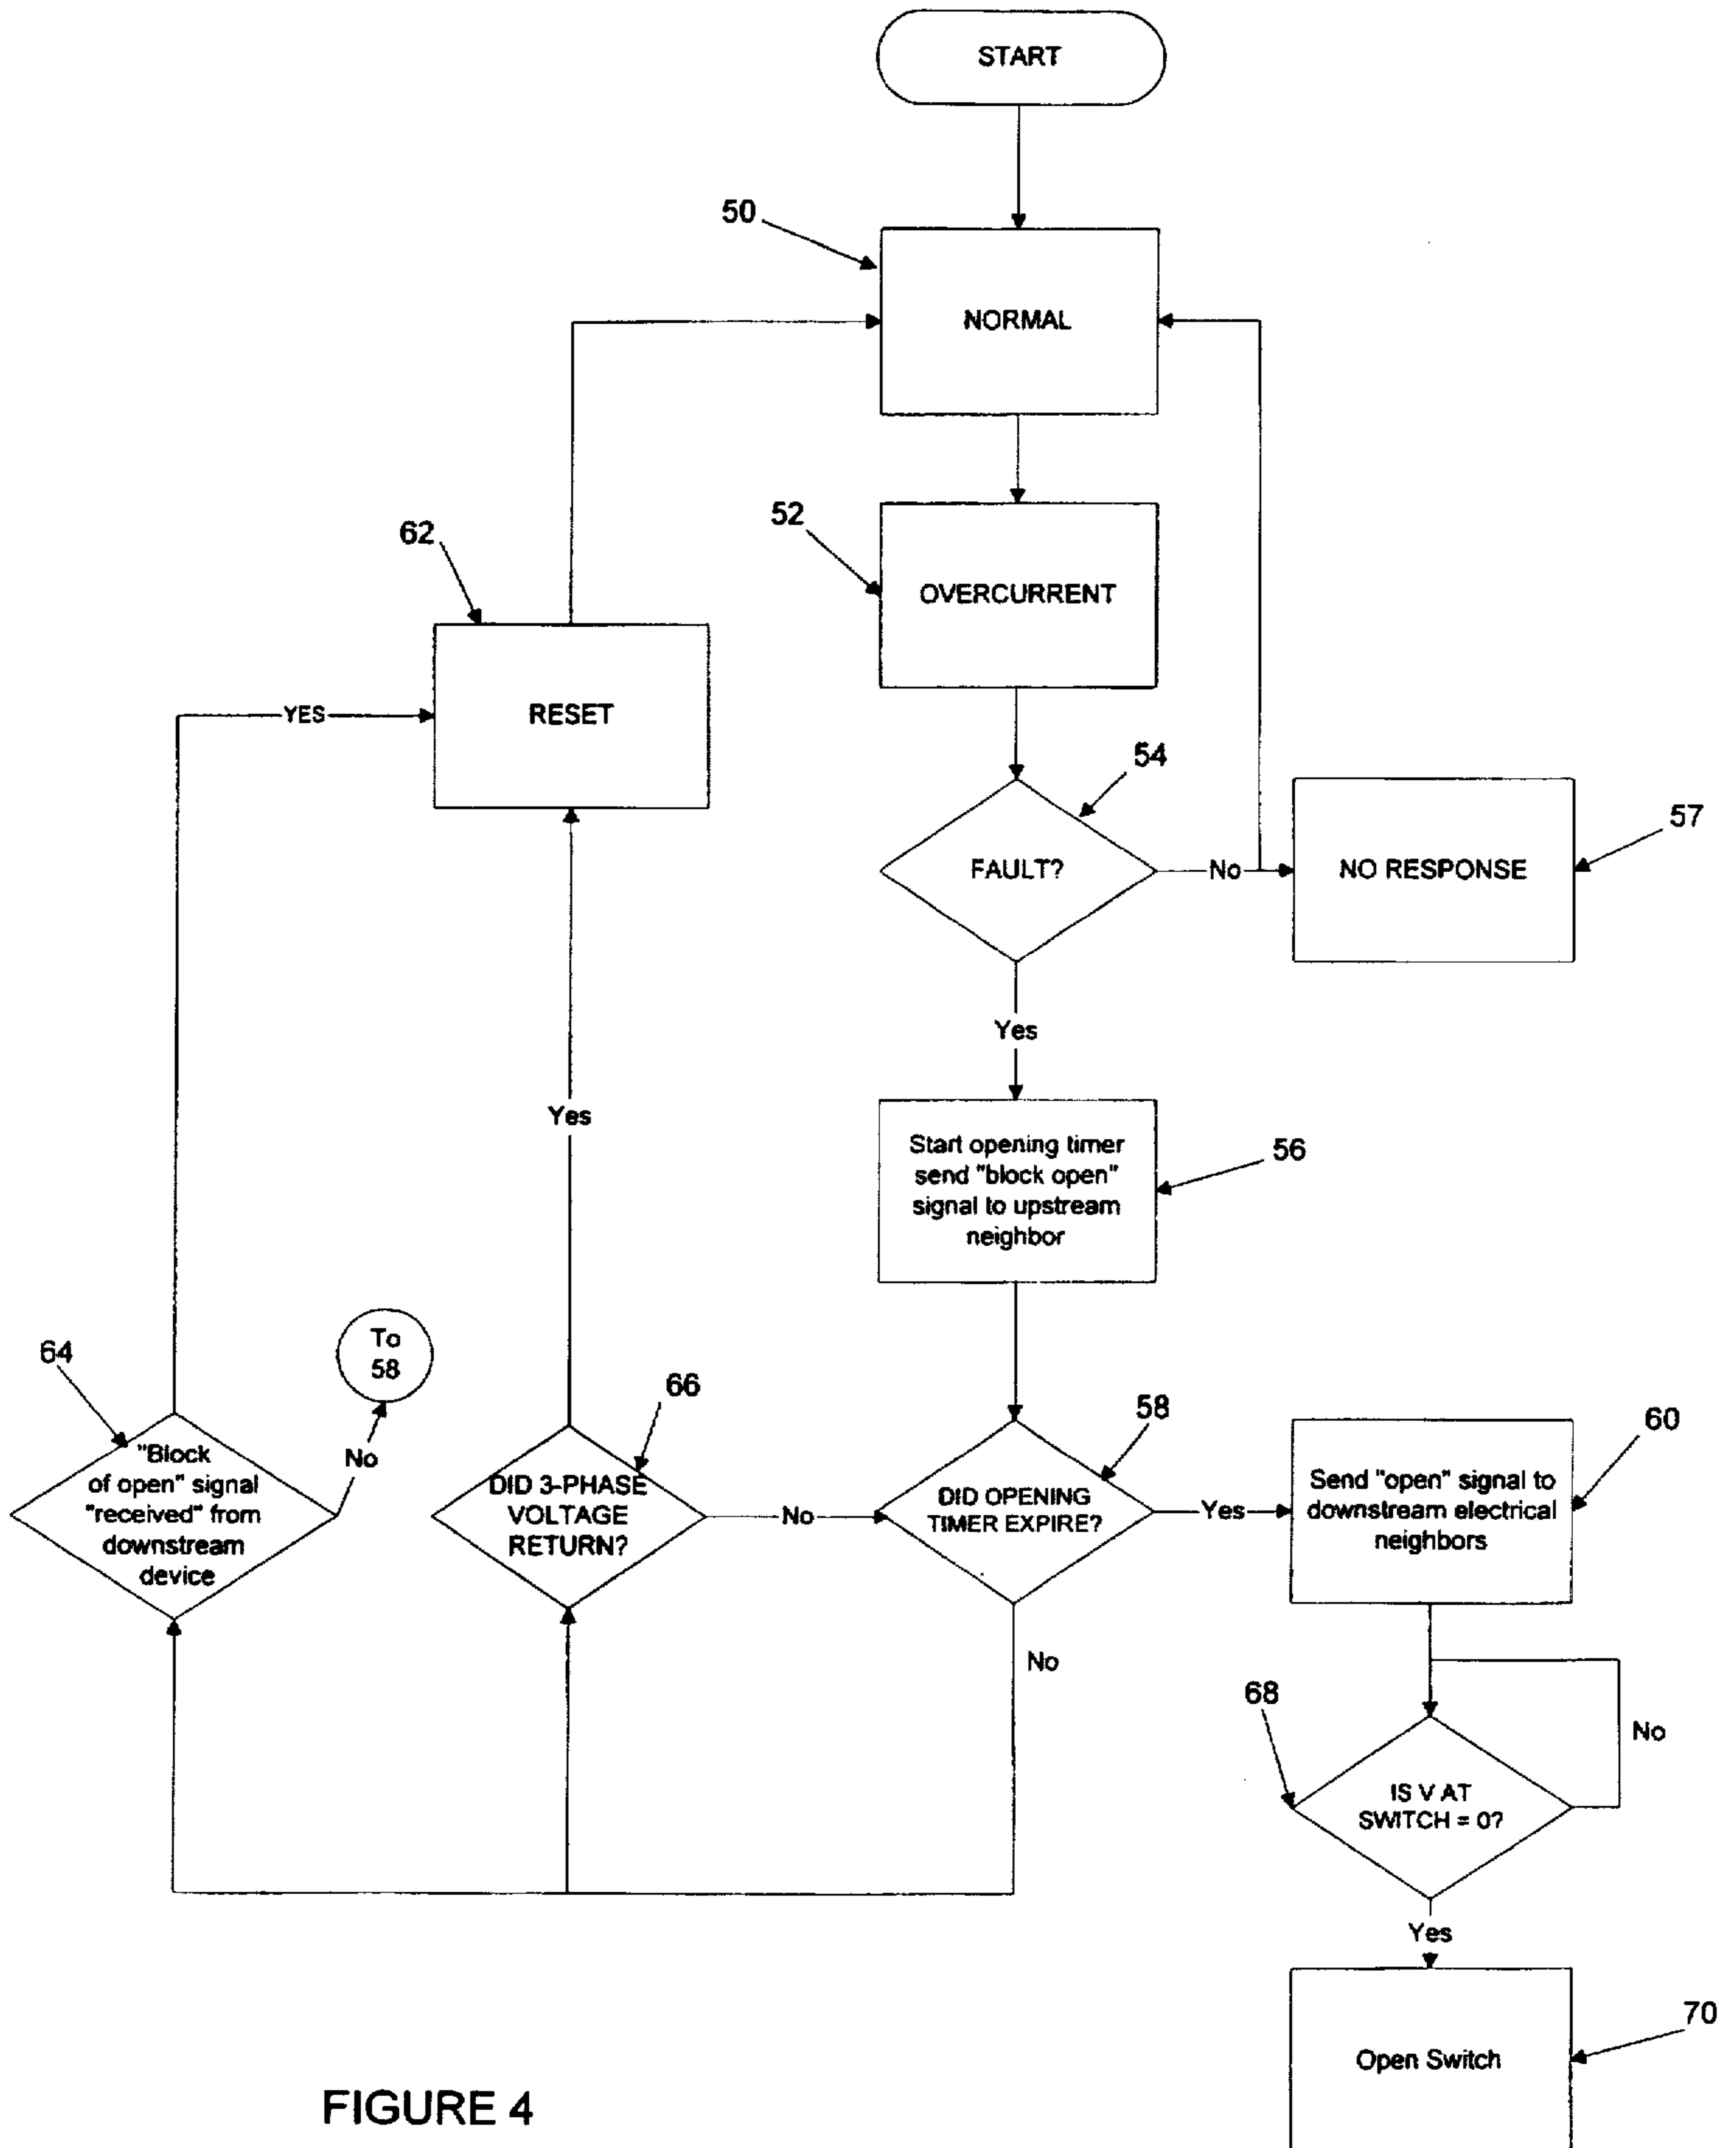 START
50
NORMAL
52
OVERCURRENT
62
RESET
YES
54
FAULT?
No
57
NO RESPONSE
Yes
Yes
Start opening timer
send "block open"
signal to upstream
neighbor
56
64
To
58
No
"Block
of open" signal
"received" from
downstream
device
66
DID 3-PHASE
VOLTAGE
RETURN?
No
58
DID OPENING
TIMER EXPIRE?
Yes
60
Send "open" signal to
downstream electrical
neighbors
No
68
No
IS V AT
SWITCH = 0?
Yes
70
Open Switch
FIGURE 4